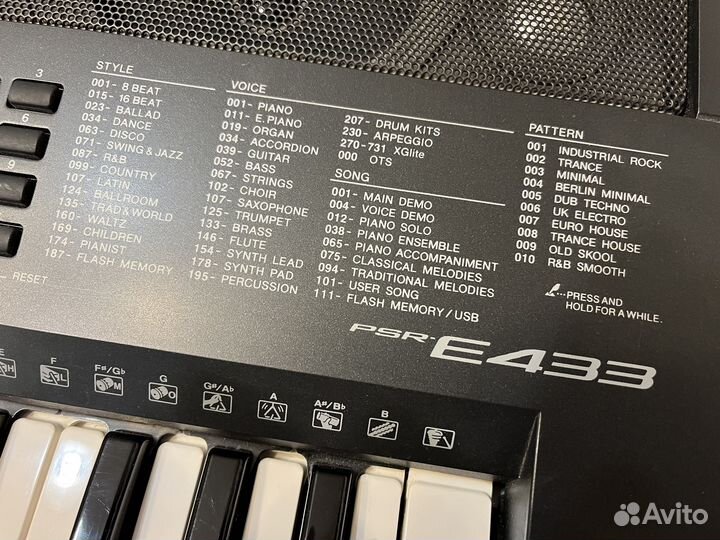 3
6
9
RESET
STYLE
001- 8 BEAT
015- 16 BEAT
023- BALLAD
034- DANCE
063- DISCO
071- SWING & JAZZ
087- R&B
099- COUNTRY
107- LATIN
124- BALLROOM
135- TRAD & WORLD
160- WALTZ
169- CHILDREN
174- PIANIST
187- FLASH MEMORY
VOICE
001- PIANO
011- E.PIANO
019- ORGAN
034- ACCORDION
039- GUITAR
052- BASS
067- STRINGS
102- CHOIR
107- SAXOPHONE
125- TRUMPET
133- BRASS
146- FLUTE
154- SYNTH LEAD
178- SYNTH PAD
195- PERCUSSION
207- DRUM KITS
230- ARPEGGIO
270-731 XGlite
000 OTS
SONG
001- MAIN DEMO
004- VOICE DEMO
012- PIANO SOLO
038- PIANO ENSEMBLE
065- PIANO ACCOMPANIMENT
075- CLASSICAL MELODIES
094- TRADITIONAL MELODIES
101- USER SONG
111- FLASH MEMORY / USB
PATTERN
001 INDUSTRIAL ROCK
002 TRANCE
003 MINIMAL
004 BERLIN MINIMAL
005 DUB TECHNO
006 UK ELECTRO
007 EURO HOUSE
008 TRANCE HOUSE
009 OLD SKOOL
010 R&B SMOOTH
...PRESS AND
HOLD FOR A WHILE.
PSR-E433
E F F#/G♭ G G#/A♭ A A#/B♭ B
H L M O
Avito